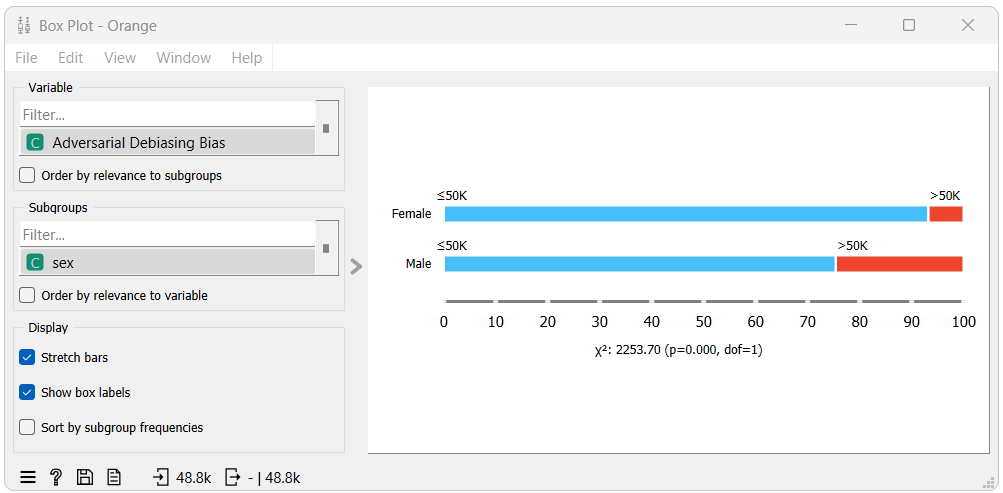 Box Plot - Orange
File Edit View Window Help
Variable
Filter...
C Adversarial Debiasing Bias
Order by relevance to subgroups
Subgroups
Filter...
C sex
Order by relevance to variable
Display
Stretch bars
Show box labels
Sort by subgroup frequencies
≤50K >50K
Female
≤50K >50K
Male
0 10 20 30 40 50 60 70 80 90 100
χ²: 2253.70 (p=0.000, dof=1)
48.8k - | 48.8k